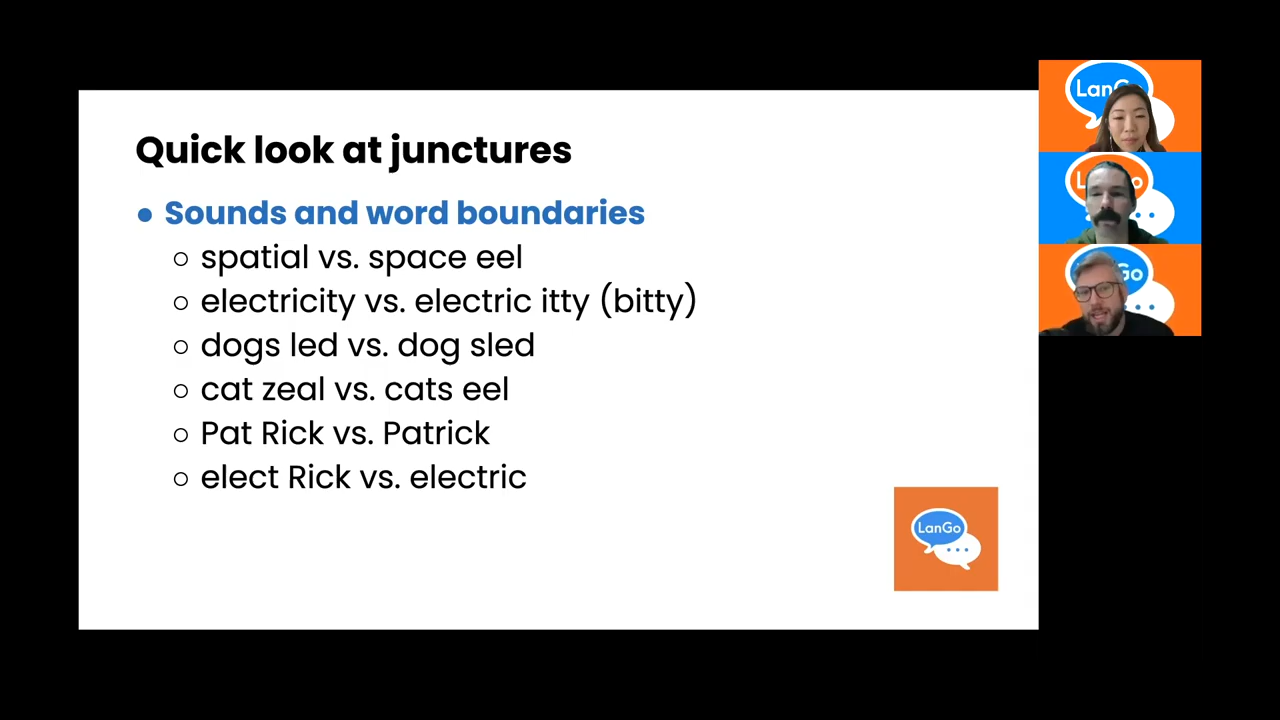 Quick look at junctures
● Sounds and word boundaries
○ spatial vs. space eel
○ electricity vs. electric itty (bitty)
○ dogs led vs. dog sled
○ cat zeal vs. cats eel
○ Pat Rick vs. Patrick
○ elect Rick vs. electric
LanGo
LanGo